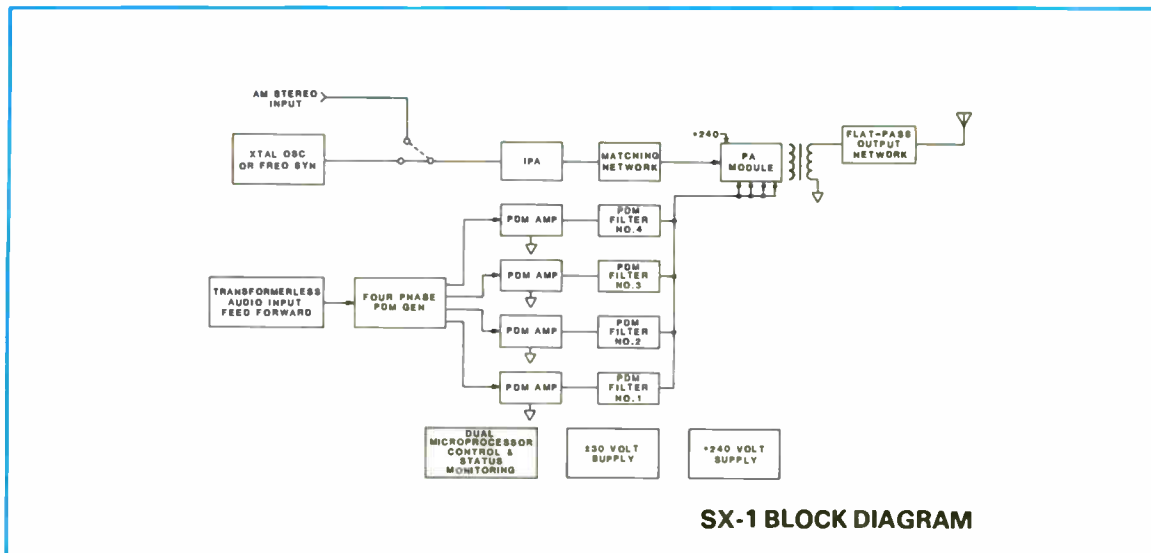 AM STEREO
INPUT
XTAL OSC
OR FREQ SYN
IPA
MATCHING
NETWORK
+240
PA
MODULE
FLAT-PASS
OUTPUT
NETWORK
PDM AMP
PDM
FILTER
NO.4
TRANSFORMERLESS
AUDIO INPUT
FEED FORWARD
FOUR PHASE
PDM GEN
PDM AMP
PDM
FILTER
NO.3
PDM AMP
PDM
FILTER
NO.2
PDM AMP
PDM
FILTER
NO.1
DUAL
MICROPROCESSOR
CONTROL &
STATUS
MONITORING
±30 VOLT
SUPPLY
+240 VOLT
SUPPLY
SX-1 BLOCK DIAGRAM